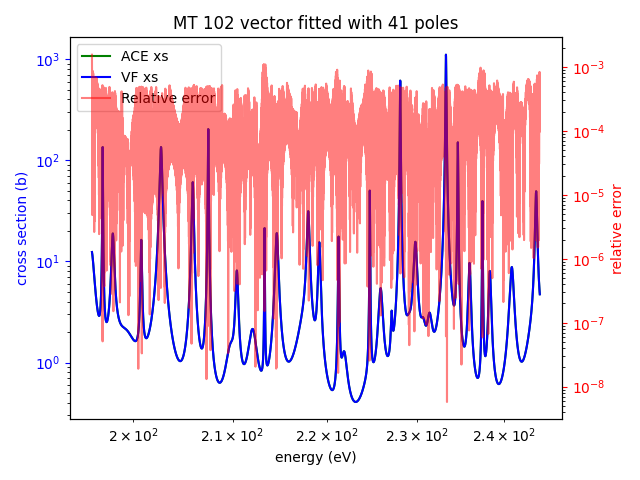 MT 102 vector fitted with 41 poles
ACE xs
VF xs
Relative error
cross section (b)
10³
10²
10¹
10⁰
10⁻³
10⁻⁴
10⁻⁵
10⁻⁶
10⁻⁷
10⁻⁸
relative error
2 × 10² 2.1 × 10² 2.2 × 10² 2.3 × 10² 2.4 × 10²
energy (eV)